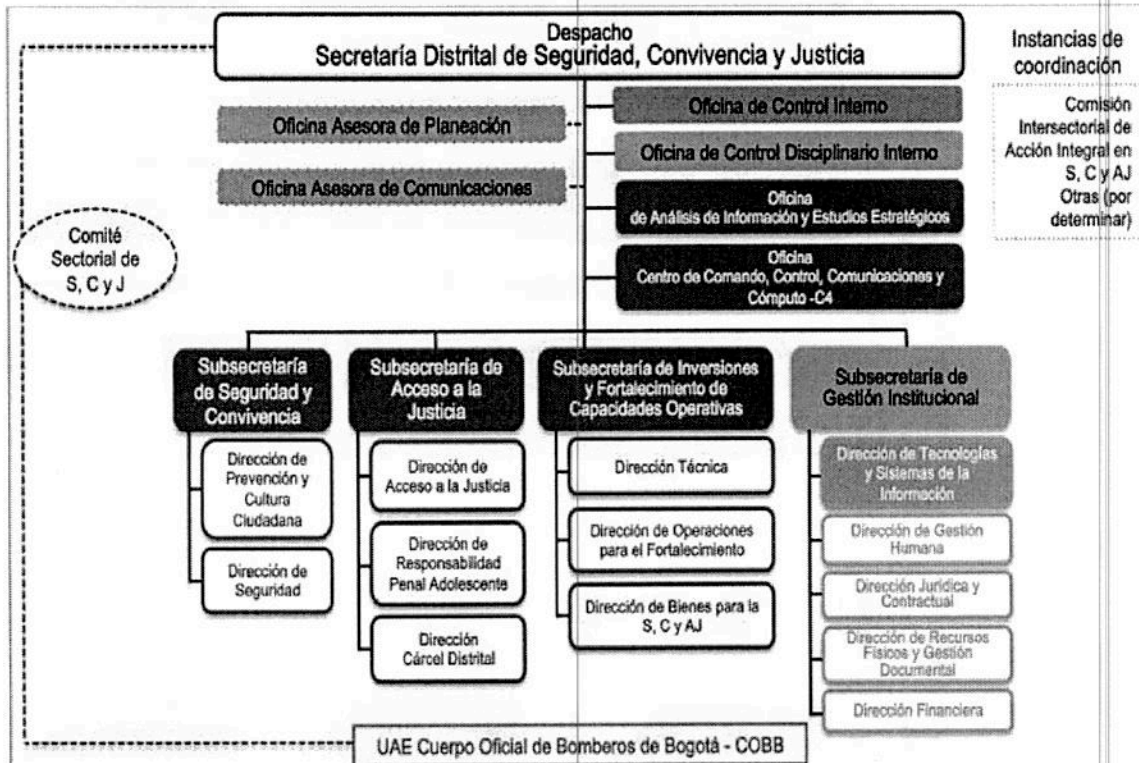 Despacho
Secretaría Distrital de Seguridad, Convivencia y Justicia
Instancias de
coordinación
Comisión
Intersectorial de
Acción Integral en
S, C y AJ
Otras (por
determinar)
Oficina Asesora de Planeación
Oficina Asesora de Comunicaciones
Oficina de Control Interno
Oficina de Control Disciplinario Interno
Oficina
de Análisis de Información y Estudios Estratégicos
Oficina
Centro de Comando, Control, Comunicaciones y
Cómputo -C4
Comité
Sectorial de
S, C y J
Subsecretaría
de Seguridad y
Convivencia
Dirección de
Prevención y
Cultura
Ciudadana
Dirección de
Seguridad
Subsecretaría de
Acceso a la
Justicia
Dirección de
Acceso a la Justicia
Dirección de
Responsabilidad
Penal Adolescente
Dirección
Cárcel Distrital
Subsecretaría de Inversiones
y Fortalecimiento de
Capacidades Operativas
Dirección Técnica
Dirección de Operaciones
para el Fortalecimiento
Dirección de Bienes para la
S, C y AJ
Subsecretaría de
Gestión Institucional
Dirección de Tecnologías
y Sistemas de la
Información
Dirección de Gestión
Humana
Dirección Jurídica y
Contractual
Dirección de Recursos
Físicos y Gestión
Documental
Dirección Financiera
UAE Cuerpo Oficial de Bomberos de Bogotá - COBB